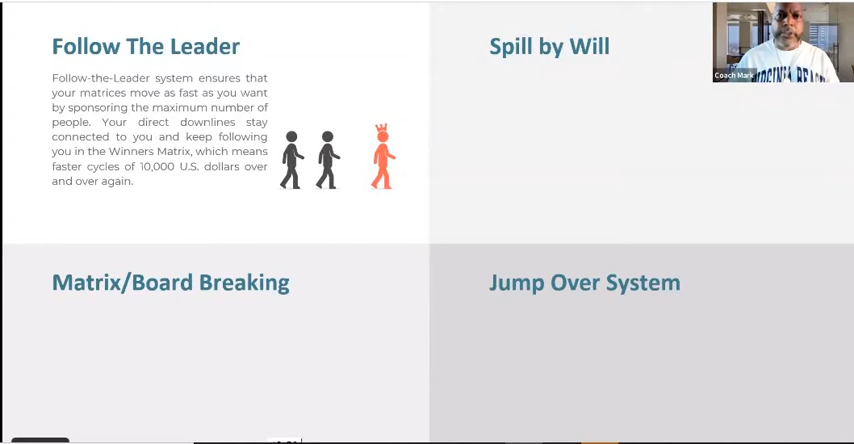 Follow The Leader
Follow-the-Leader system ensures that
your matrices move as fast as you want
by sponsoring the maximum number of
people. Your direct downlines stay
connected to you and keep following
you in the Winners Matrix, which means
faster cycles of 10,000 U.S. dollars over
and over again.
Spill by Will
Coach Mark
VIRGINIA BEACH
Matrix/Board Breaking
Jump Over System